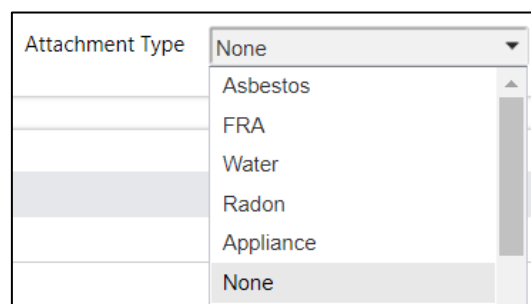 Attachment Type None
Asbestos
FRA
Water
Radon
Appliance
None